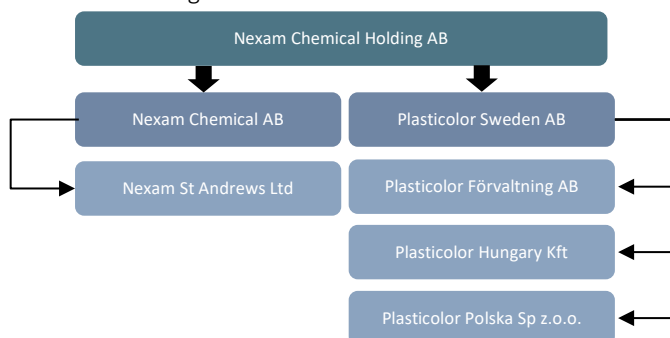 Nexam Chemical Holding AB
Nexam Chemical AB
Plasticolor Sweden AB
Nexam St Andrews Ltd
Plasticolor Förvaltning AB
Plasticolor Hungary Kft
Plasticolor Polska Sp z.o.o.